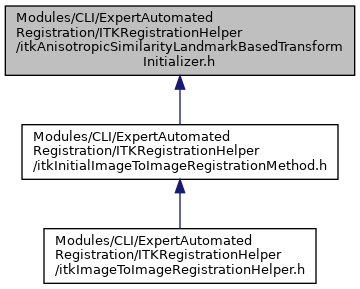 Modules/CLI/ExpertAutomated
Registration/ITKRegistrationHelper
/itkAnisotropicSimilarityLandmarkBasedTransform
Initializer.h
Modules/CLI/ExpertAutomated
Registration/ITKRegistrationHelper
/itkInitialImageToImageRegistrationMethod.h
Modules/CLI/ExpertAutomated
Registration/ITKRegistrationHelper
/itkImageToImageRegistrationHelper.h